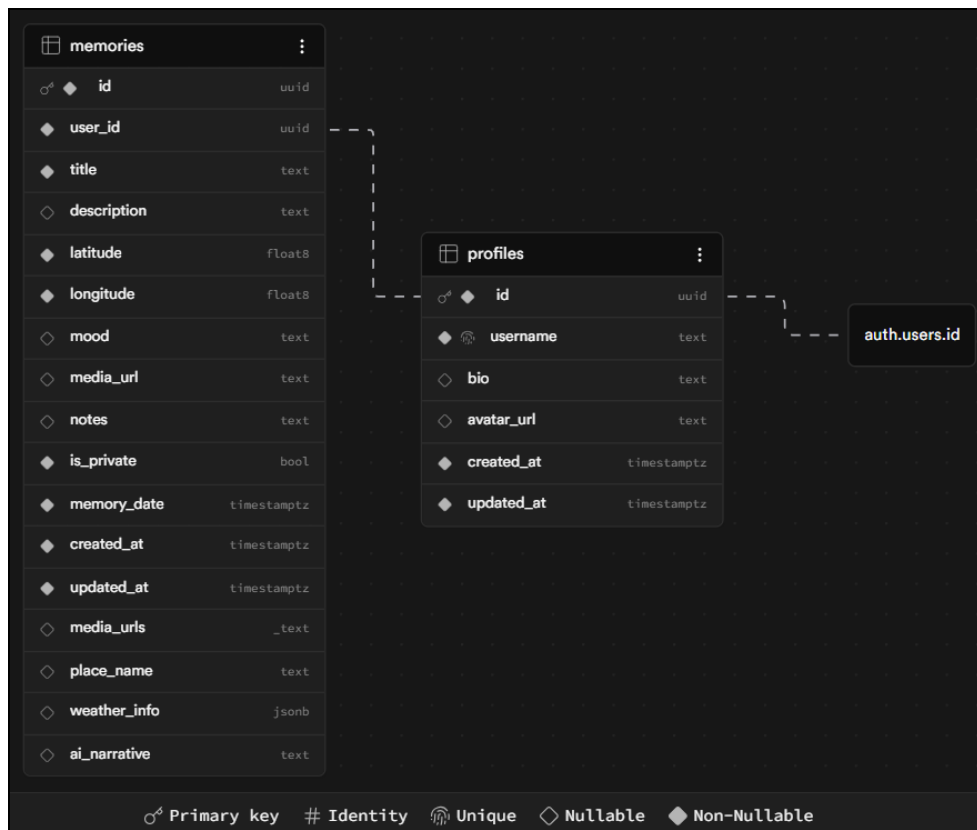 memories
id uuid
user_id uuid
title text
description text
latitude float8
longitude float8
mood text
media_url text
notes text
is_private bool
memory_date timestamptz
created_at timestamptz
updated_at timestamptz
media_urls _text
place_name text
weather_info jsonb
ai_narrative text
profiles
id uuid
username text
bio text
avatar_url text
created_at timestamptz
updated_at timestamptz
auth.users.id
Primary key # Identity Unique Nullable Non-Nullable